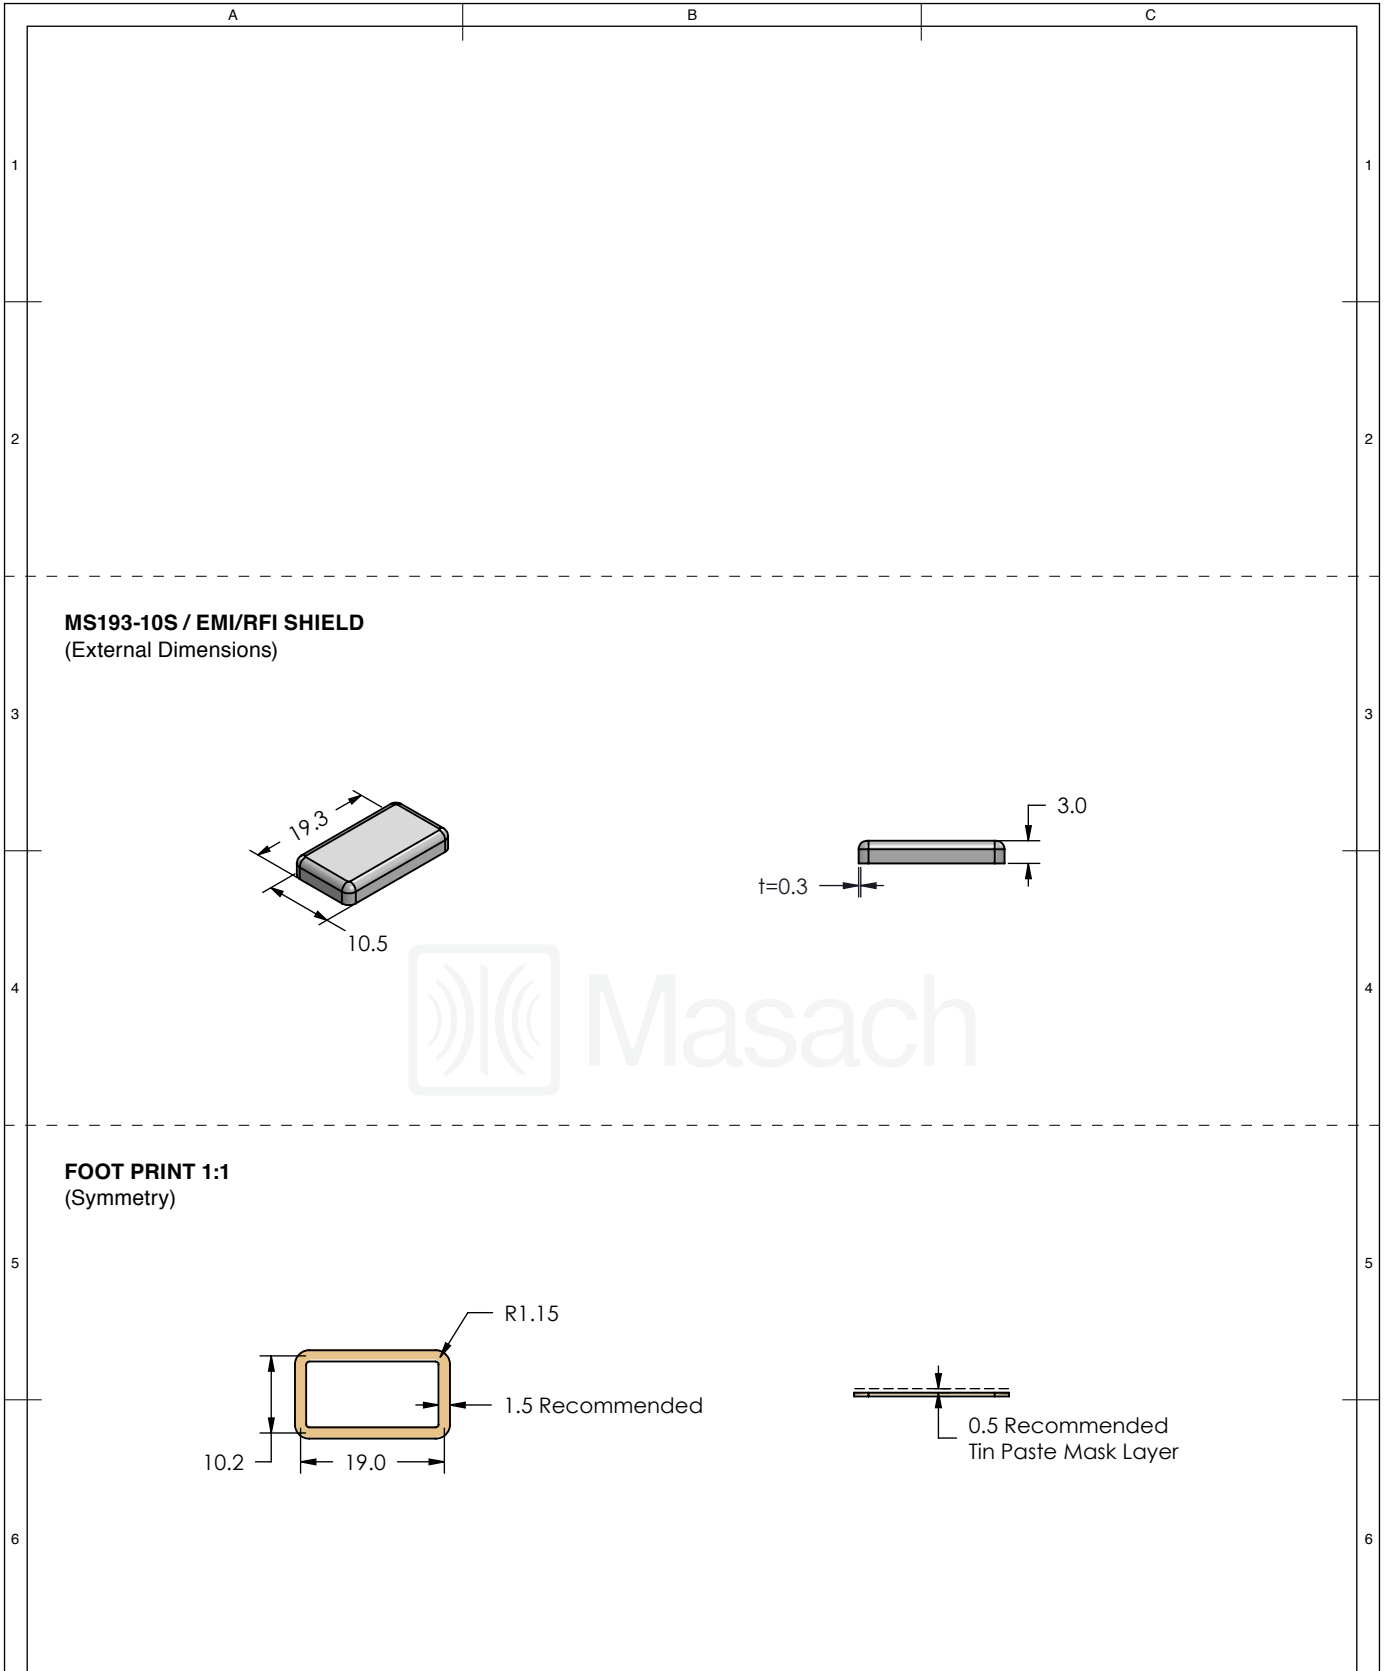 A B C
1 1
2 2
MS193-10S / EMI/RFI SHIELD
(External Dimensions)
3 3
19.3
3.0
t=0.3
10.5
Masach
4 4
FOOT PRINT 1:1
(Symmetry)
5 5
R1.15
1.5 Recommended
0.5 Recommended
Tin Paste Mask Layer
10.2
19.0
6 6